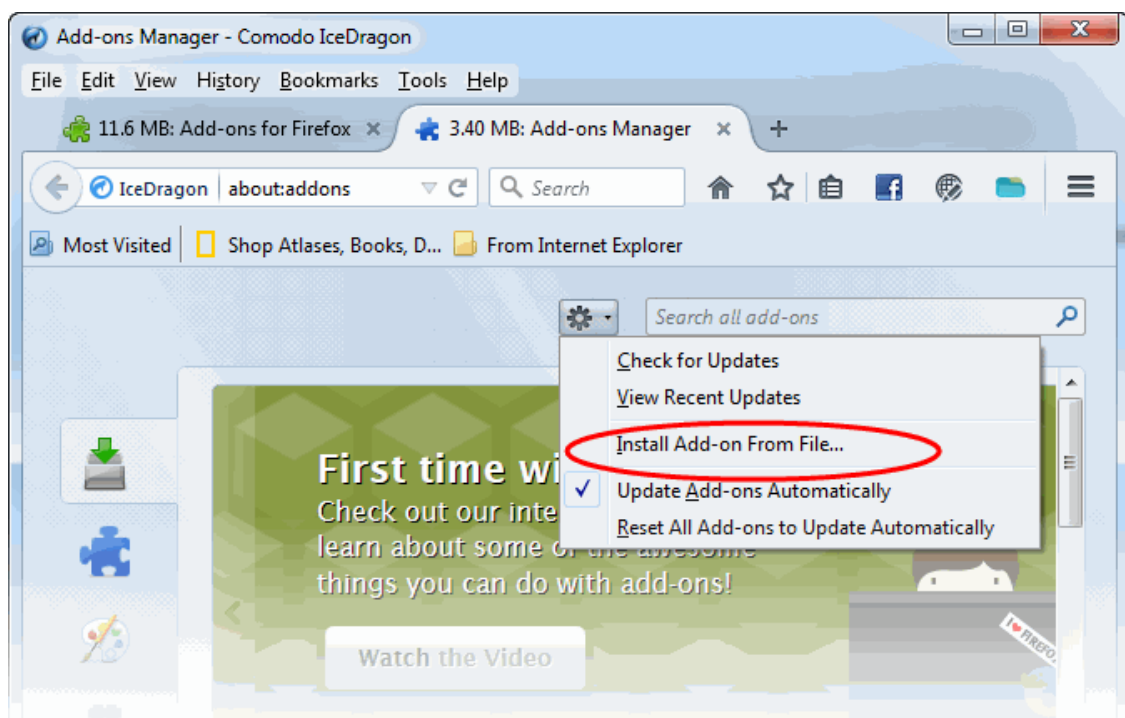 Add-ons Manager - Comodo IceDragon
File Edit View History Bookmarks Tools Help
11.6 MB: Add-ons for Firefox 3.40 MB: Add-ons Manager
IceDragon about:addons Search
Most Visited Shop Atlases, Books, D... From Internet Explorer
Search all add-ons
Check for Updates
View Recent Updates
Install Add-on From File...
Update Add-ons Automatically
Reset All Add-ons to Update Automatically
First time wi
Check out our inte
learn about some of the awesome
things you can do with add-ons!
Watch the Video
I ♥ FIREFO